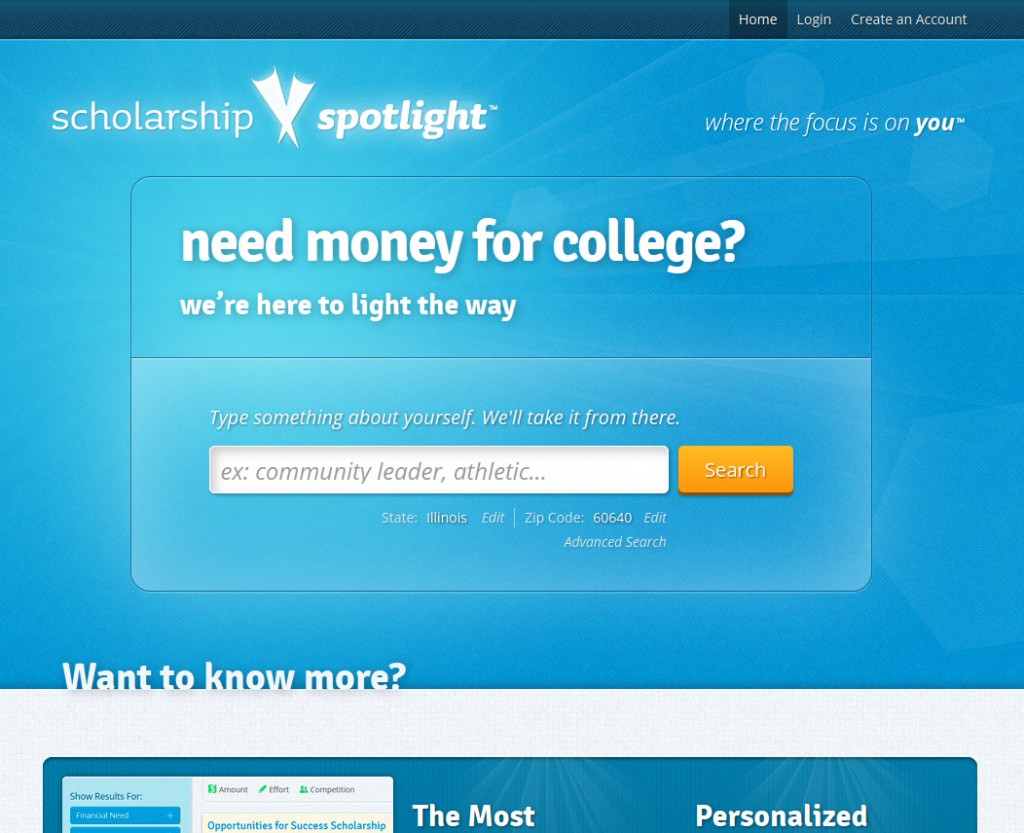 Home Login Create an Account
scholarship spotlight™
where the focus is on you™
need money for college?
we're here to light the way
Type something about yourself. We'll take it from there.
ex: community leader, athletic...
Search
State: Illinois Edit Zip Code: 60640 Edit
Advanced Search
Want to know more?
Show Results For:
Financial Need +
Amount Effort Competition
Opportunities for Success Scholarship
The Most
Personalized